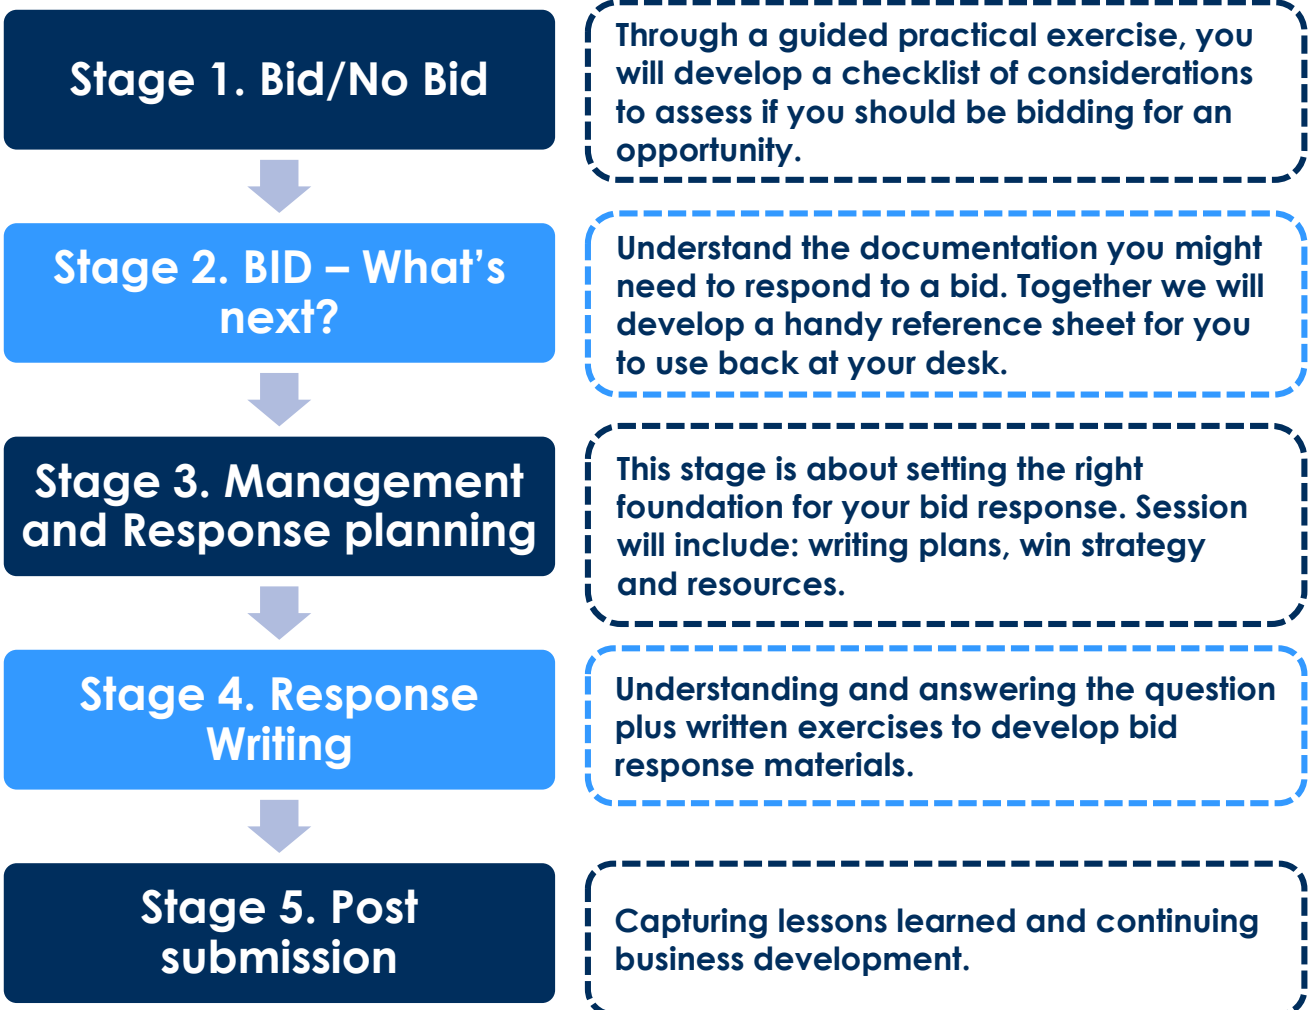 Stage 1. Bid/No Bid
Through a guided practical exercise, you
will develop a checklist of considerations
to assess if you should be bidding for an
opportunity.
Stage 2. BID – What’s
next?
Understand the documentation you might
need to respond to a bid. Together we will
develop a handy reference sheet for you
to use back at your desk.
Stage 3. Management
and Response planning
This stage is about setting the right
foundation for your bid response. Session
will include: writing plans, win strategy
and resources.
Stage 4. Response
Writing
Understanding and answering the question
plus written exercises to develop bid
response materials.
Stage 5. Post
submission
Capturing lessons learned and continuing
business development.